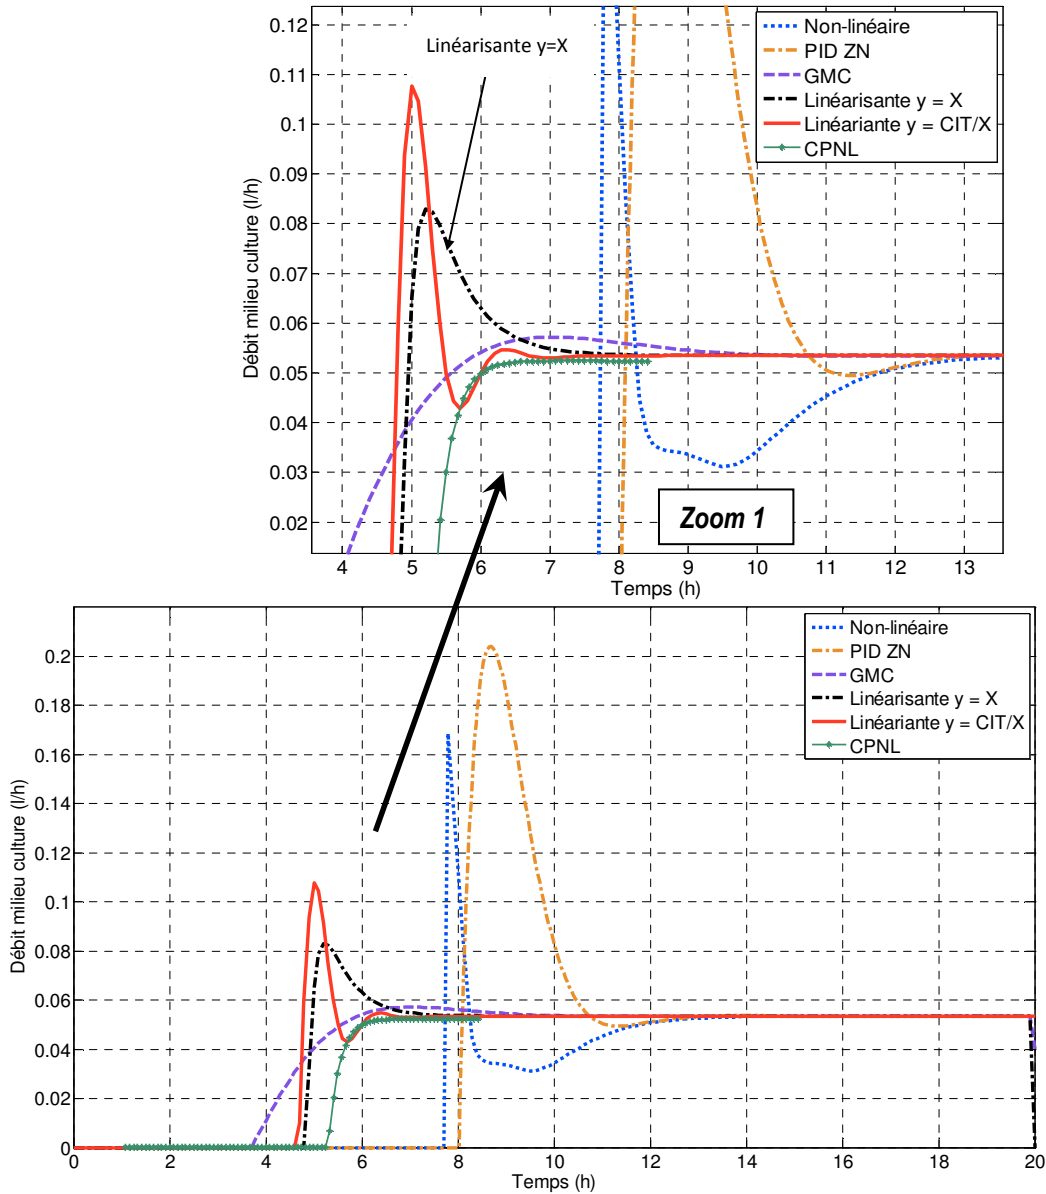 0.12
0.11
0.1
0.09
0.08
0.07
0.06
0.05
0.04
0.03
0.02
Débit milieu culture (l/h)
Linéarisante y=X
Non-linéaire
PID ZN
GMC
Linéarisante y = X
Linéariante y = CIT/X
CPNL
Zoom 1
4 5 6 7 8 9 10 11 12 13
Temps (h)
0.2
0.18
0.16
0.14
0.12
0.1
0.08
0.06
0.04
0.02
0
Débit milieu culture (l/h)
Non-linéaire
PID ZN
GMC
Linéarisante y = X
Linéariante y = CIT/X
CPNL
0 2 4 6 8 10 12 14 16 18 20
Temps (h)